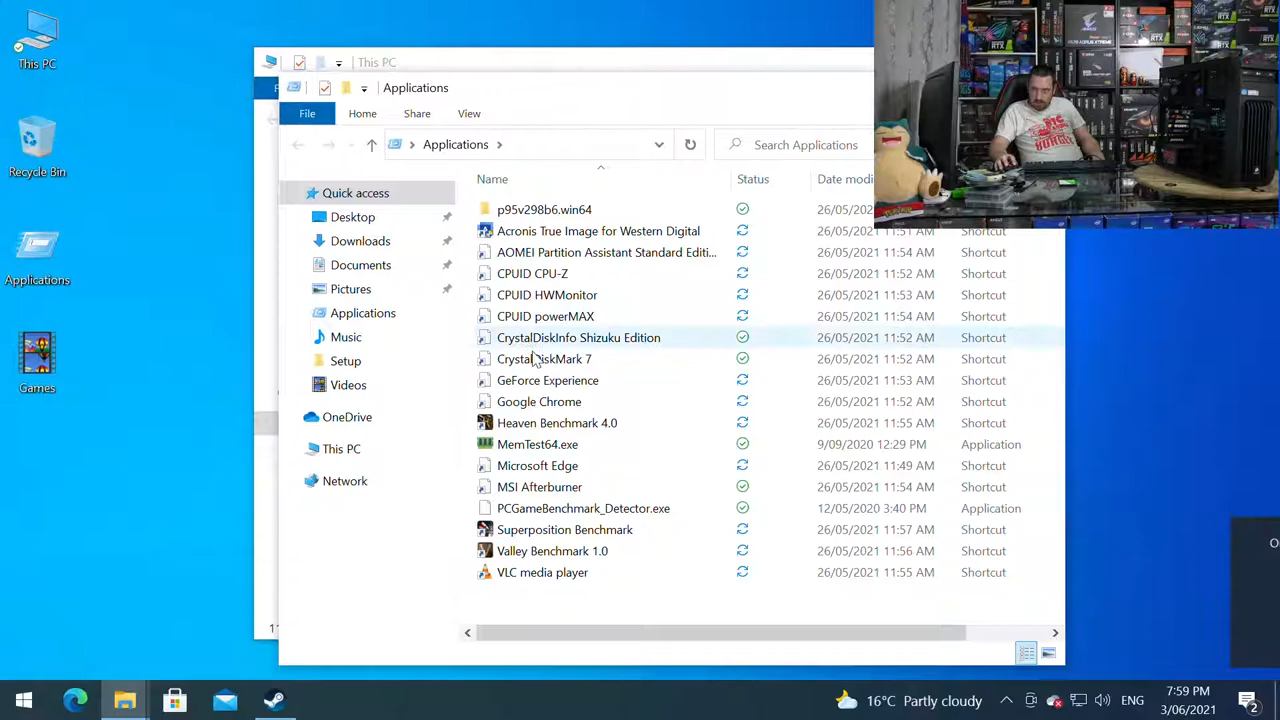 This PC
Recycle Bin
Applications
Games
This PC
Applications
File
Home
Share
View
Applications
Search Applications
Name
Status
Date modi
Quick access
Desktop
Downloads
Documents
Pictures
Applications
Music
Setup
Videos
OneDrive
This PC
Network
p95v298b6.win64 26/05/2021
Acronis True Image for Western Digital 26/05/2021 11:51 AM Shortcut
AOMEI Partition Assistant Standard Editi... 26/05/2021 11:54 AM Shortcut
CPUID CPU-Z 26/05/2021 11:52 AM Shortcut
CPUID HWMonitor 26/05/2021 11:53 AM Shortcut
CPUID powerMAX 26/05/2021 11:54 AM Shortcut
CrystalDiskInfo Shizuku Edition 26/05/2021 11:52 AM Shortcut
CrystalDiskMark 7 26/05/2021 11:52 AM Shortcut
GeForce Experience 26/05/2021 11:53 AM Shortcut
Google Chrome 26/05/2021 11:52 AM Shortcut
Heaven Benchmark 4.0 26/05/2021 11:55 AM Shortcut
MemTest64.exe 9/09/2020 12:29 PM Application
Microsoft Edge 26/05/2021 11:49 AM Shortcut
MSI Afterburner 26/05/2021 11:54 AM Shortcut
PCGameBenchmark_Detector.exe 12/05/2020 3:40 PM Application
Superposition Benchmark 26/05/2021 11:57 AM Shortcut
Valley Benchmark 1.0 26/05/2021 11:56 AM Shortcut
VLC media player 26/05/2021 11:55 AM Shortcut
16°C Partly cloudy
ENG
7:59 PM
3/06/2021
2